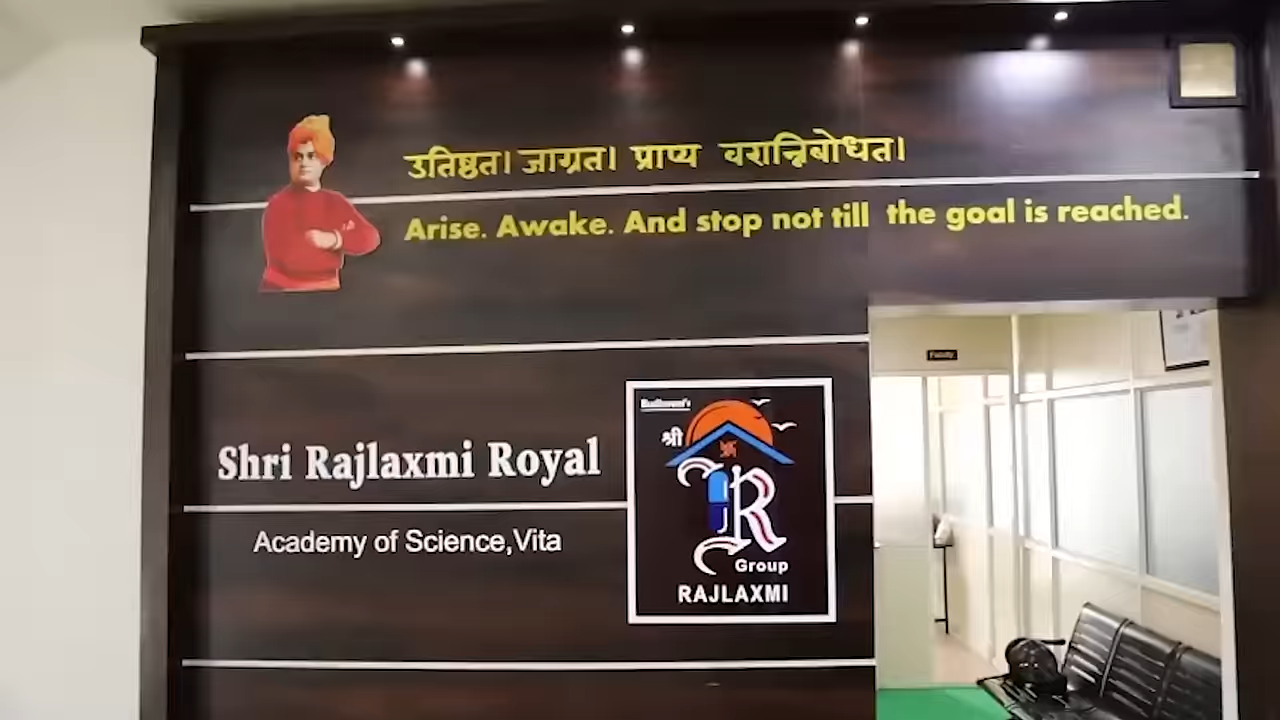 उतिष्ठत। जाग्रत। प्राप्य वरान्निबोधत।
Arise. Awake. And stop not till the goal is reached.
Faculty
Shri Rajlaxmi Royal
Academy of Science,Vita
श्री
R
Group
RAJLAXMI